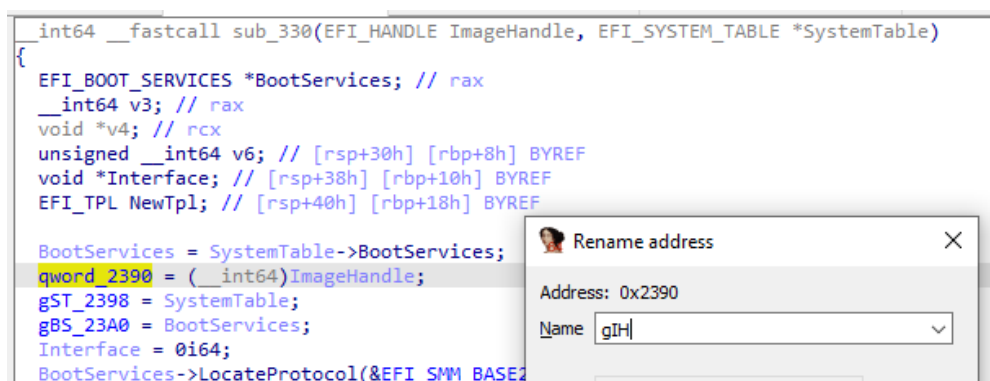 __int64 __fastcall sub_330(EFI_HANDLE ImageHandle, EFI_SYSTEM_TABLE *SystemTable)
{
EFI_BOOT_SERVICES *BootServices; // rax
__int64 v3; // rax
void *v4; // rcx
unsigned __int64 v6; // [rsp+30h] [rbp+8h] BYREF
void *Interface; // [rsp+38h] [rbp+10h] BYREF
EFI_TPL NewTpl; // [rsp+40h] [rbp+18h] BYREF
BootServices = SystemTable->BootServices;
qword_2390 = (__int64)ImageHandle;
gST_2398 = SystemTable;
gBS_23A0 = BootServices;
Interface = 0i64;
BootServices->LocateProtocol(&EFI_SMM_BASE2
Rename address
Address: 0x2390
Name gIH